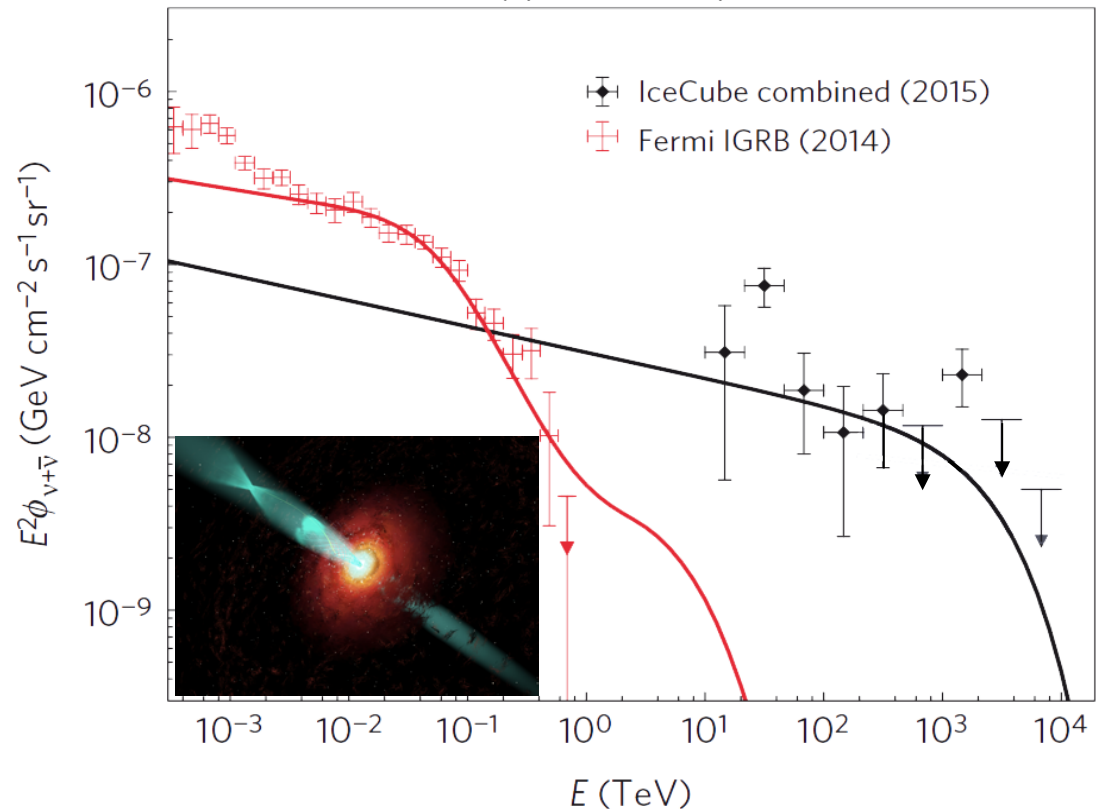 10⁻⁶
10⁻⁷
10⁻⁸
10⁻⁹
E²ϕ_{ν+ν̅} (GeV cm⁻² s⁻¹ sr⁻¹)
IceCube combined (2015)
Fermi IGRB (2014)
10⁻³ 10⁻² 10⁻¹ 10⁰ 10¹ 10² 10³ 10⁴
E (TeV)